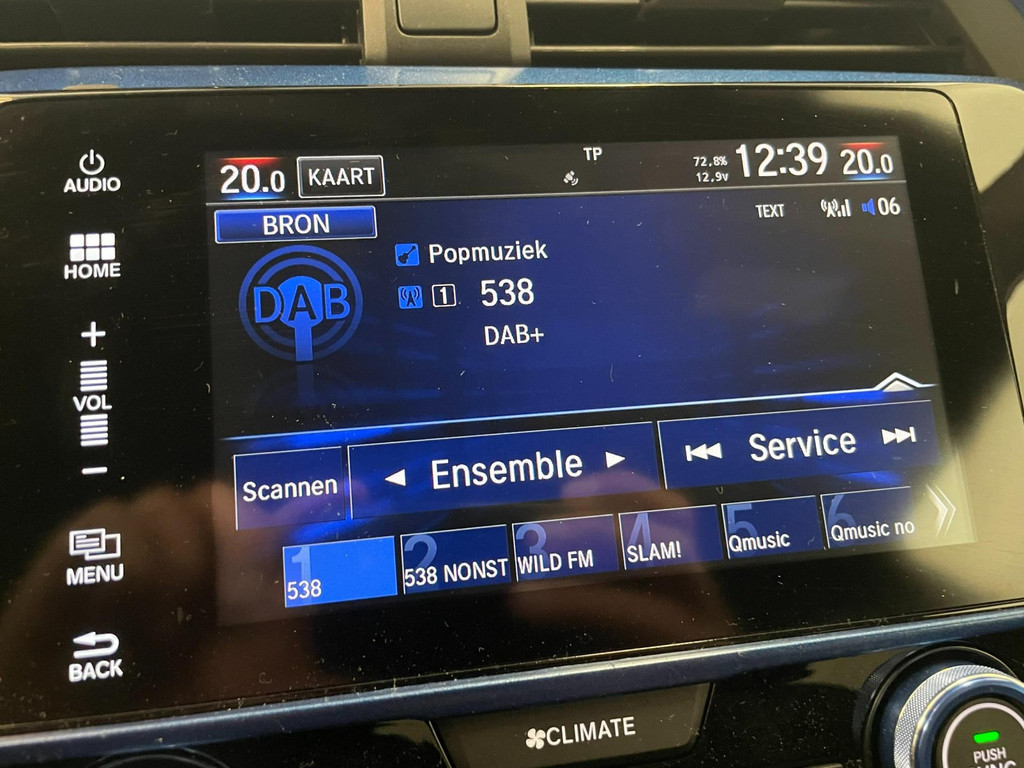 AUDIO
HOME
+
VOL
−
MENU
BACK
20.0 KAART TP 72,8% 12,9v 12:39 20.0
BRON TEXT 06
DAB
Popmuziek
1 538
DAB+
Scannen Ensemble Service
1 538
2 538 NONST
3 WILD FM
4 SLAM!
5 Qmusic
6 Qmusic no
CLIMATE
PUSH